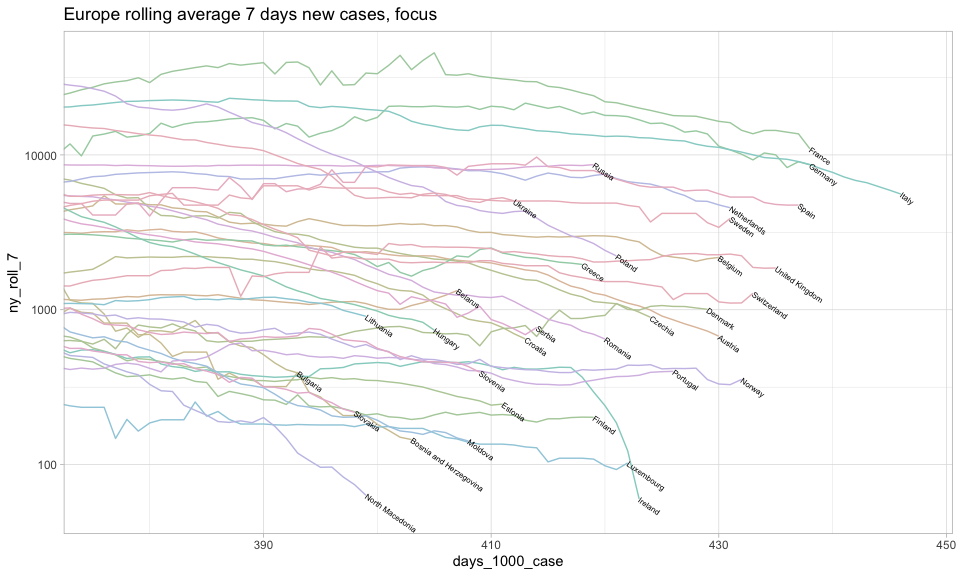 Europe rolling average 7 days new cases, focus
ny_roll_7
10000
1000
100
France
Germany
Russia
Italy
Ukraine
Netherlands
Spain
Sweden
Poland
Belgium
Greece
United Kingdom
Belarus
Switzerland
Lithuania
Hungary
Serbia
Croatia
Denmark
Czechia
Austria
Romania
Bulgaria
Slovenia
Portugal
Norway
Estonia
Slovakia
Finland
Bosnia and Herzegovina
Moldova
Luxembourg
North Macedonia
Ireland
390
410
430
450
days_1000_case